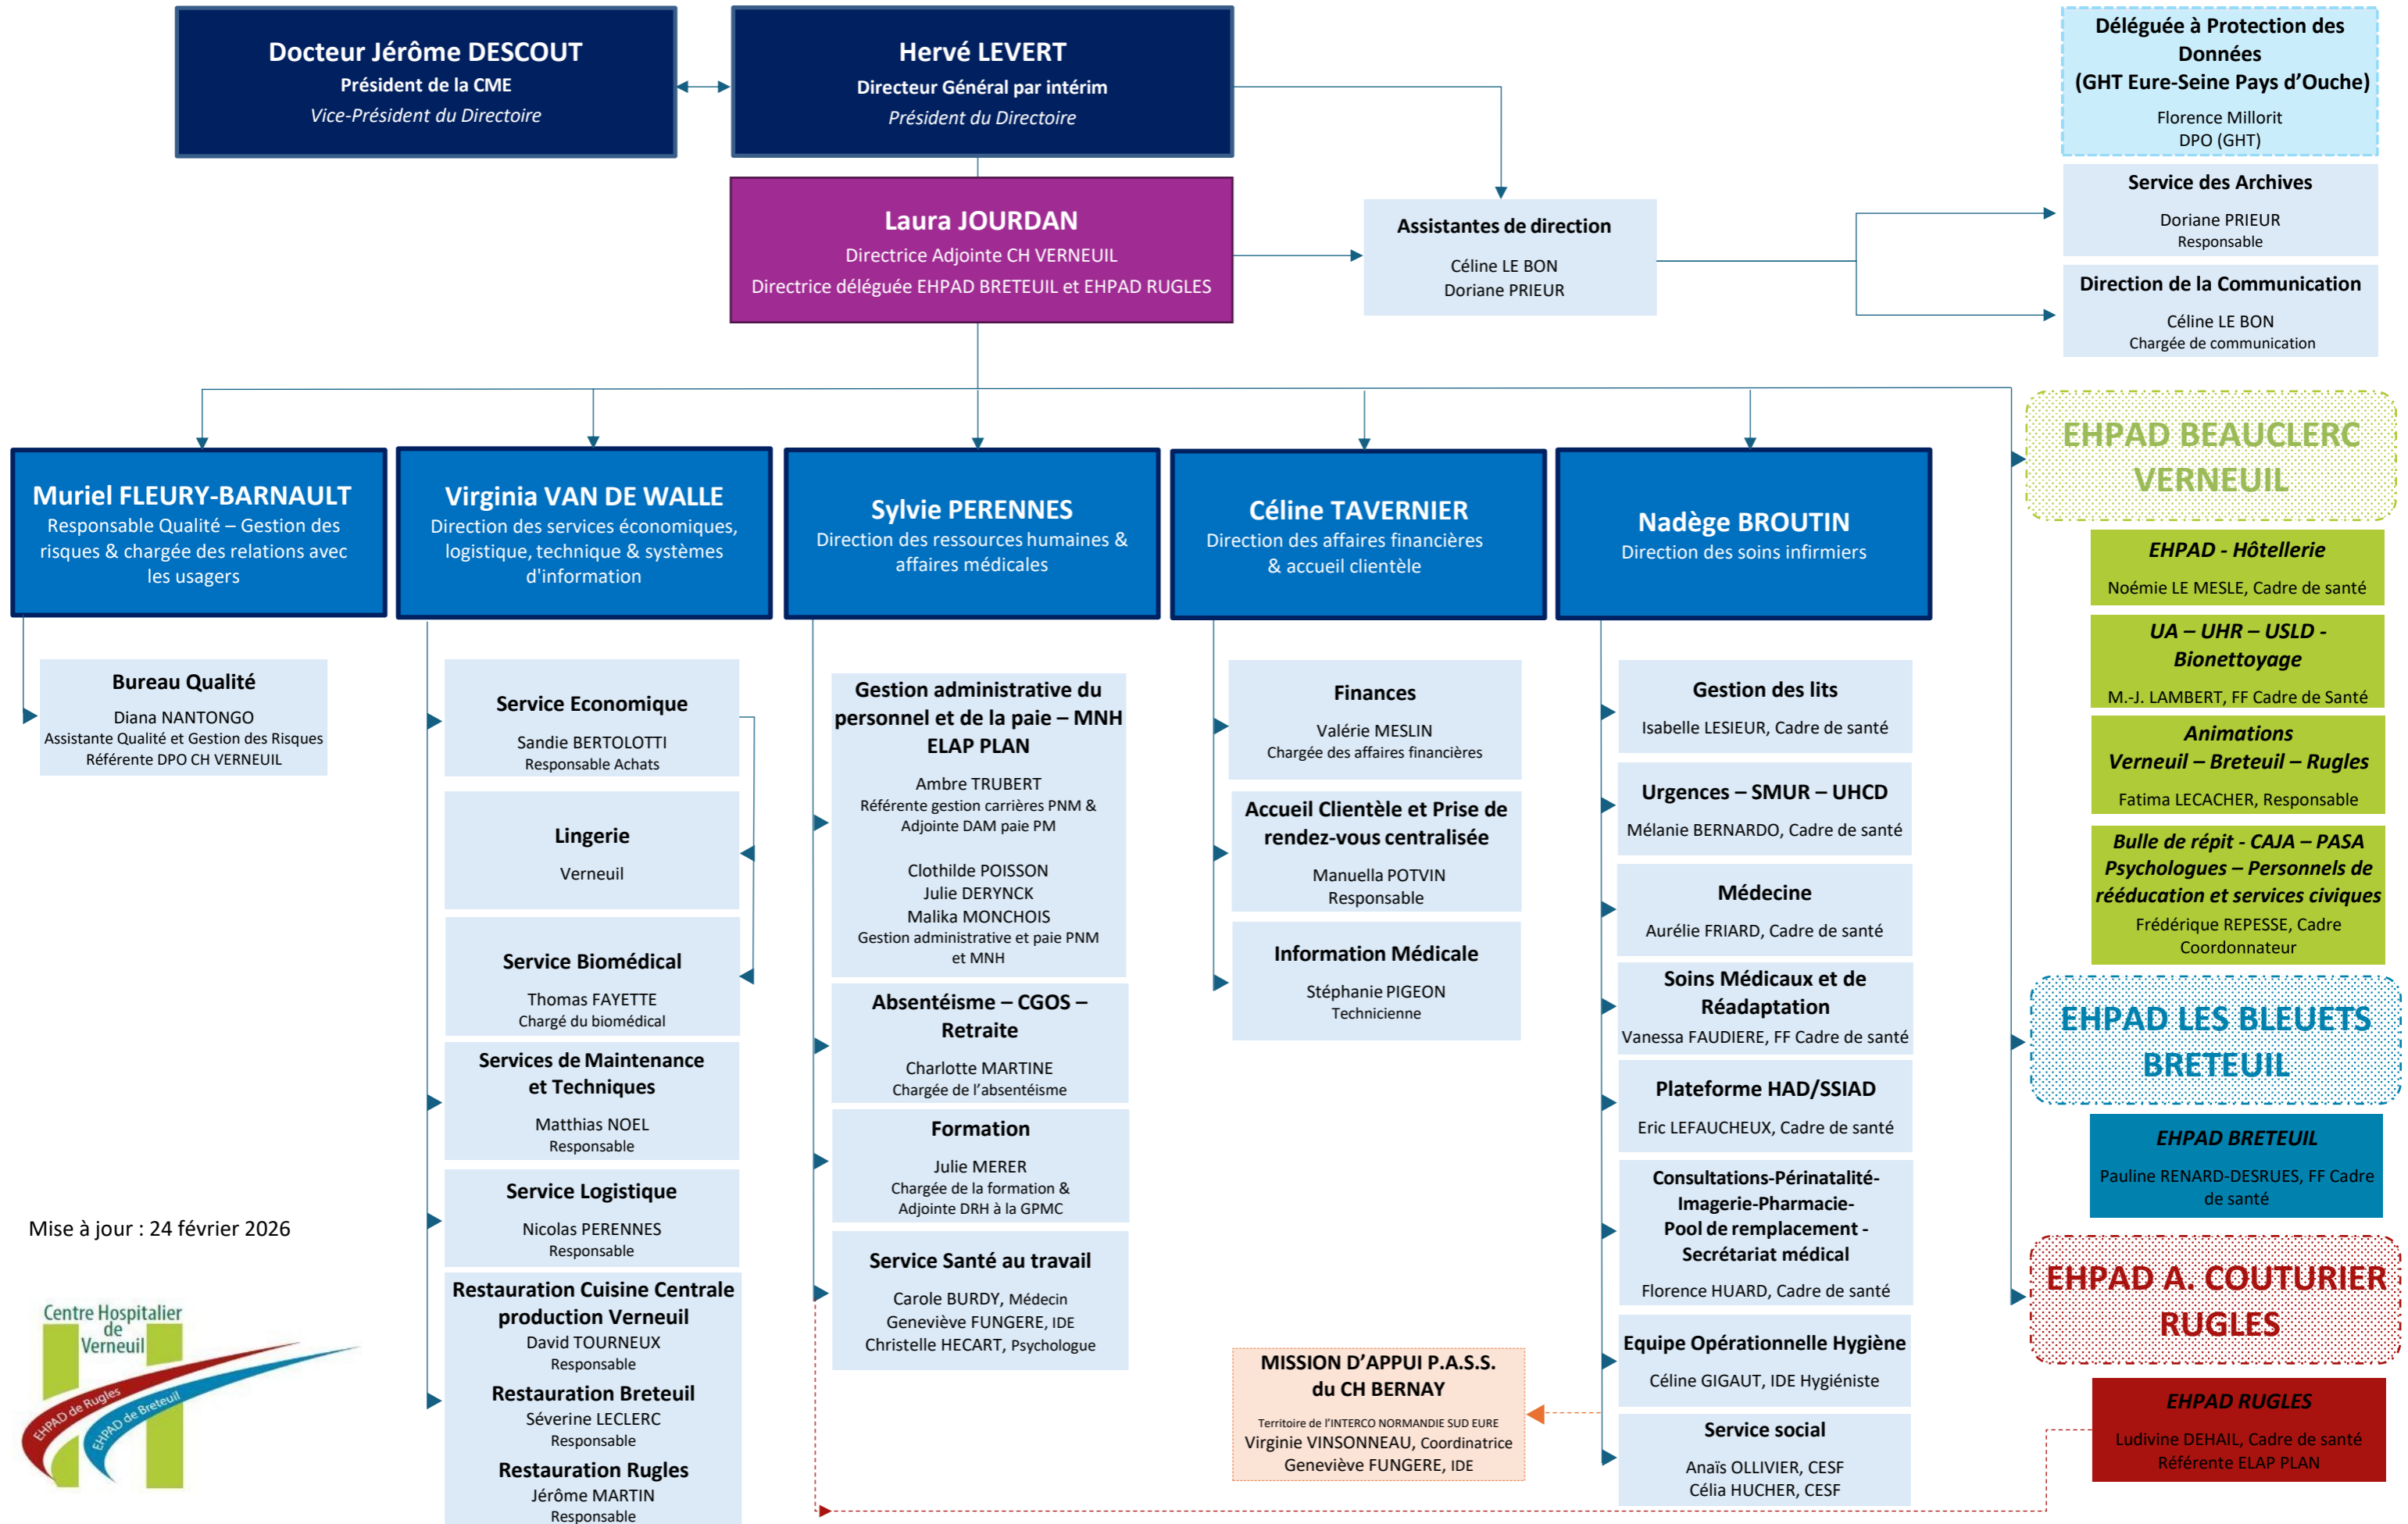 Docteur Jérôme DESCOUT
Président de la CME
Vice-Président du Directoire
Hervé LEVERT
Directeur Général par intérim
Président du Directoire
Déléguée à Protection des
Données
(GHT Eure-Seine Pays d’Ouche)
Florence Millorit
DPO (GHT)
Laura JOURDAN
Directrice Adjointe CH VERNEUIL
Directrice déléguée EHPAD BRETEUIL et EHPAD RUGLES
Assistantes de direction
Céline LE BON
Doriane PRIEUR
Service des Archives
Doriane PRIEUR
Responsable
Direction de la Communication
Céline LE BON
Chargée de communication
Muriel FLEURY-BARNAULT
Responsable Qualité – Gestion des
risques & chargée des relations avec
les usagers
Bureau Qualité
Diana NANTONGO
Assistante Qualité et Gestion des Risques
Référente DPO CH VERNEUIL
Virginia VAN DE WALLE
Direction des services économiques,
logistique, technique & systèmes
d'information
Service Economique
Sandie BERTOLOTTI
Responsable Achats
Lingerie
Verneuil
Service Biomédical
Thomas FAYETTE
Chargé du biomédical
Services de Maintenance
et Techniques
Matthias NOEL
Responsable
Service Logistique
Nicolas PERENNES
Responsable
Restauration Cuisine Centrale
production Verneuil
David TOURNEUX
Responsable
Restauration Breteuil
Séverine LECLERC
Responsable
Restauration Rugles
Jérôme MARTIN
Responsable
Sylvie PERENNES
Direction des ressources humaines &
affaires médicales
Gestion administrative du
personnel et de la paie – MNH
ELAP PLAN
Ambre TRUBERT
Référente gestion carrières PNM &
Adjointe DAM paie PM
Clothilde POISSON
Julie DERYNCK
Malika MONCHOIS
Gestion administrative et paie PNM
et MNH
Absentéisme – CGOS –
Retraite
Charlotte MARTINE
Chargée de l’absentéisme
Formation
Julie MERER
Chargée de la formation &
Adjointe DRH à la GPMC
Service Santé au travail
Carole BURDY, Médecin
Geneviève FUNGERE, IDE
Christelle HECART, Psychologue
Céline TAVERNIER
Direction des affaires financières
& accueil clientèle
Finances
Valérie MESLIN
Chargée des affaires financières
Accueil Clientèle et Prise de
rendez-vous centralisée
Manuella POTVIN
Responsable
Information Médicale
Stéphanie PIGEON
Technicienne
MISSION D’APPUI P.A.S.S.
du CH BERNAY
Territoire de l’INTERCO NORMANDIE SUD EURE
Virginie VINSONNEAU, Coordinatrice
Geneviève FUNGERE, IDE
Nadège BROUTIN
Direction des soins infirmiers
Gestion des lits
Isabelle LESIEUR, Cadre de santé
Urgences – SMUR – UHCD
Mélanie BERNARDO, Cadre de santé
Médecine
Aurélie FRIARD, Cadre de santé
Soins Médicaux et de
Réadaptation
Vanessa FAUDIERE, FF Cadre de santé
Plateforme HAD/SSIAD
Eric LEFAUCHEUX, Cadre de santé
Consultations-Périnatalité-
Imagerie-Pharmacie-
Pool de remplacement -
Secrétariat médical
Florence HUARD, Cadre de santé
Equipe Opérationnelle Hygiène
Céline GIGAUT, IDE Hygiéniste
Service social
Anaïs OLLIVIER, CESF
Célia HUCHER, CESF
EHPAD BEAUCLERC
VERNEUIL
EHPAD - Hôtellerie
Noémie LE MESLE, Cadre de santé
UA – UHR – USLD -
Bionettoyage
M.-J. LAMBERT, FF Cadre de Santé
Animations
Verneuil – Breteuil – Rugles
Fatima LECACHER, Responsable
Bulle de répit - CAJA – PASA
Psychologues – Personnels de
rééducation et services civiques
Frédérique REPESSE, Cadre
Coordonnateur
EHPAD LES BLEUETS
BRETEUIL
EHPAD BRETEUIL
Pauline RENARD-DESRUES, FF Cadre
de santé
EHPAD A. COUTURIER
RUGLES
EHPAD RUGLES
Ludivine DEHAIL, Cadre de santé
Référente ELAP PLAN
Mise à jour : 24 février 2026
Centre Hospitalier
de
Verneuil
EHPAD de Rugles
EHPAD de Breteuil